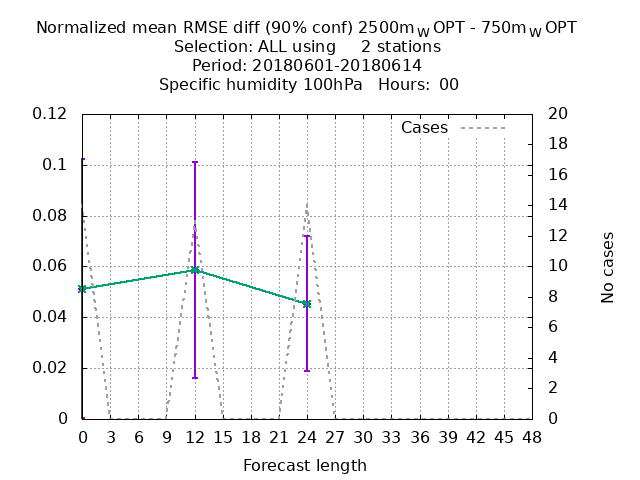 Normalized mean RMSE diff (90% conf) 2500m_W OPT - 750m_W OPT
Selection: ALL using 2 stations
Period: 20180601-20180614
Specific humidity 100hPa Hours: 00
0.12
0.1
0.08
0.06
0.04
0.02
0
Cases
20
18
16
14
12
10
8
6
4
2
0
No cases
0 3 6 9 12 15 18 21 24 27 30 33 36 39 42 45 48
Forecast length